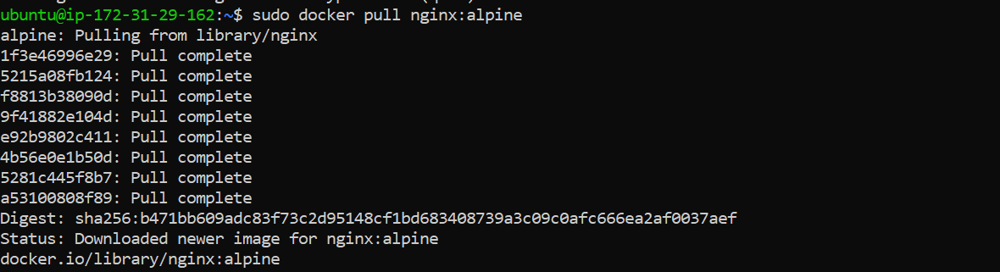 ubuntu@ip-172-31-29-162:~$ sudo docker pull nginx:alpine
alpine: Pulling from library/nginx
1f3e46996e29: Pull complete
5215a08fb124: Pull complete
f8813b38090d: Pull complete
9f41882e104d: Pull complete
e92b9802c411: Pull complete
4b56e0e1b50d: Pull complete
5281c445f8b7: Pull complete
a53100808f89: Pull complete
Digest: sha256:b471bb609adc83f73c2d95148cf1bd683408739a3c09c0afc666ea2af0037aef
Status: Downloaded newer image for nginx:alpine
docker.io/library/nginx:alpine